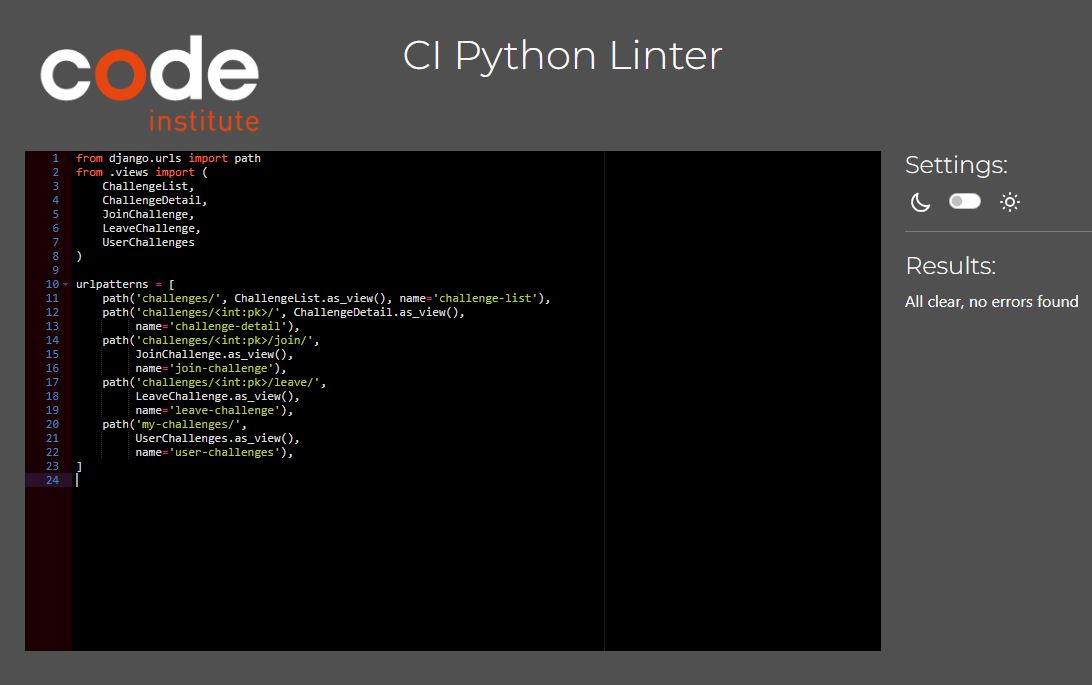 code
institute
CI Python Linter
1 from django.urls import path
2 from .views import (
3     ChallengeList,
4     ChallengeDetail,
5     JoinChallenge,
6     LeaveChallenge,
7     UserChallenges
8 )
9
10 urlpatterns = [
11     path('challenges/', ChallengeList.as_view(), name='challenge-list'),
12     path('challenges/<int:pk>/', ChallengeDetail.as_view(),
13          name='challenge-detail'),
14     path('challenges/<int:pk>/join/',
15          JoinChallenge.as_view(),
16          name='join-challenge'),
17     path('challenges/<int:pk>/leave/',
18          LeaveChallenge.as_view(),
19          name='leave-challenge'),
20     path('my-challenges/',
21          UserChallenges.as_view(),
22          name='user-challenges'),
23 ]
24
Settings:
Results:
All clear, no errors found